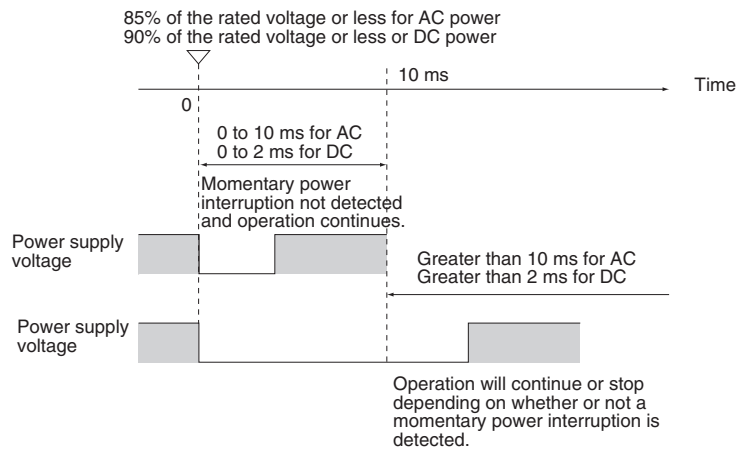 85% of the rated voltage or less for AC power
90% of the rated voltage or less or DC power
10 ms
Time
0
0 to 10 ms for AC
0 to 2 ms for DC
Momentary power
interruption not detected
and operation continues.
Power supply
voltage
Greater than 10 ms for AC
Greater than 2 ms for DC
Power supply
voltage
Operation will continue or stop
depending on whether or not a
momentary power interruption is
detected.